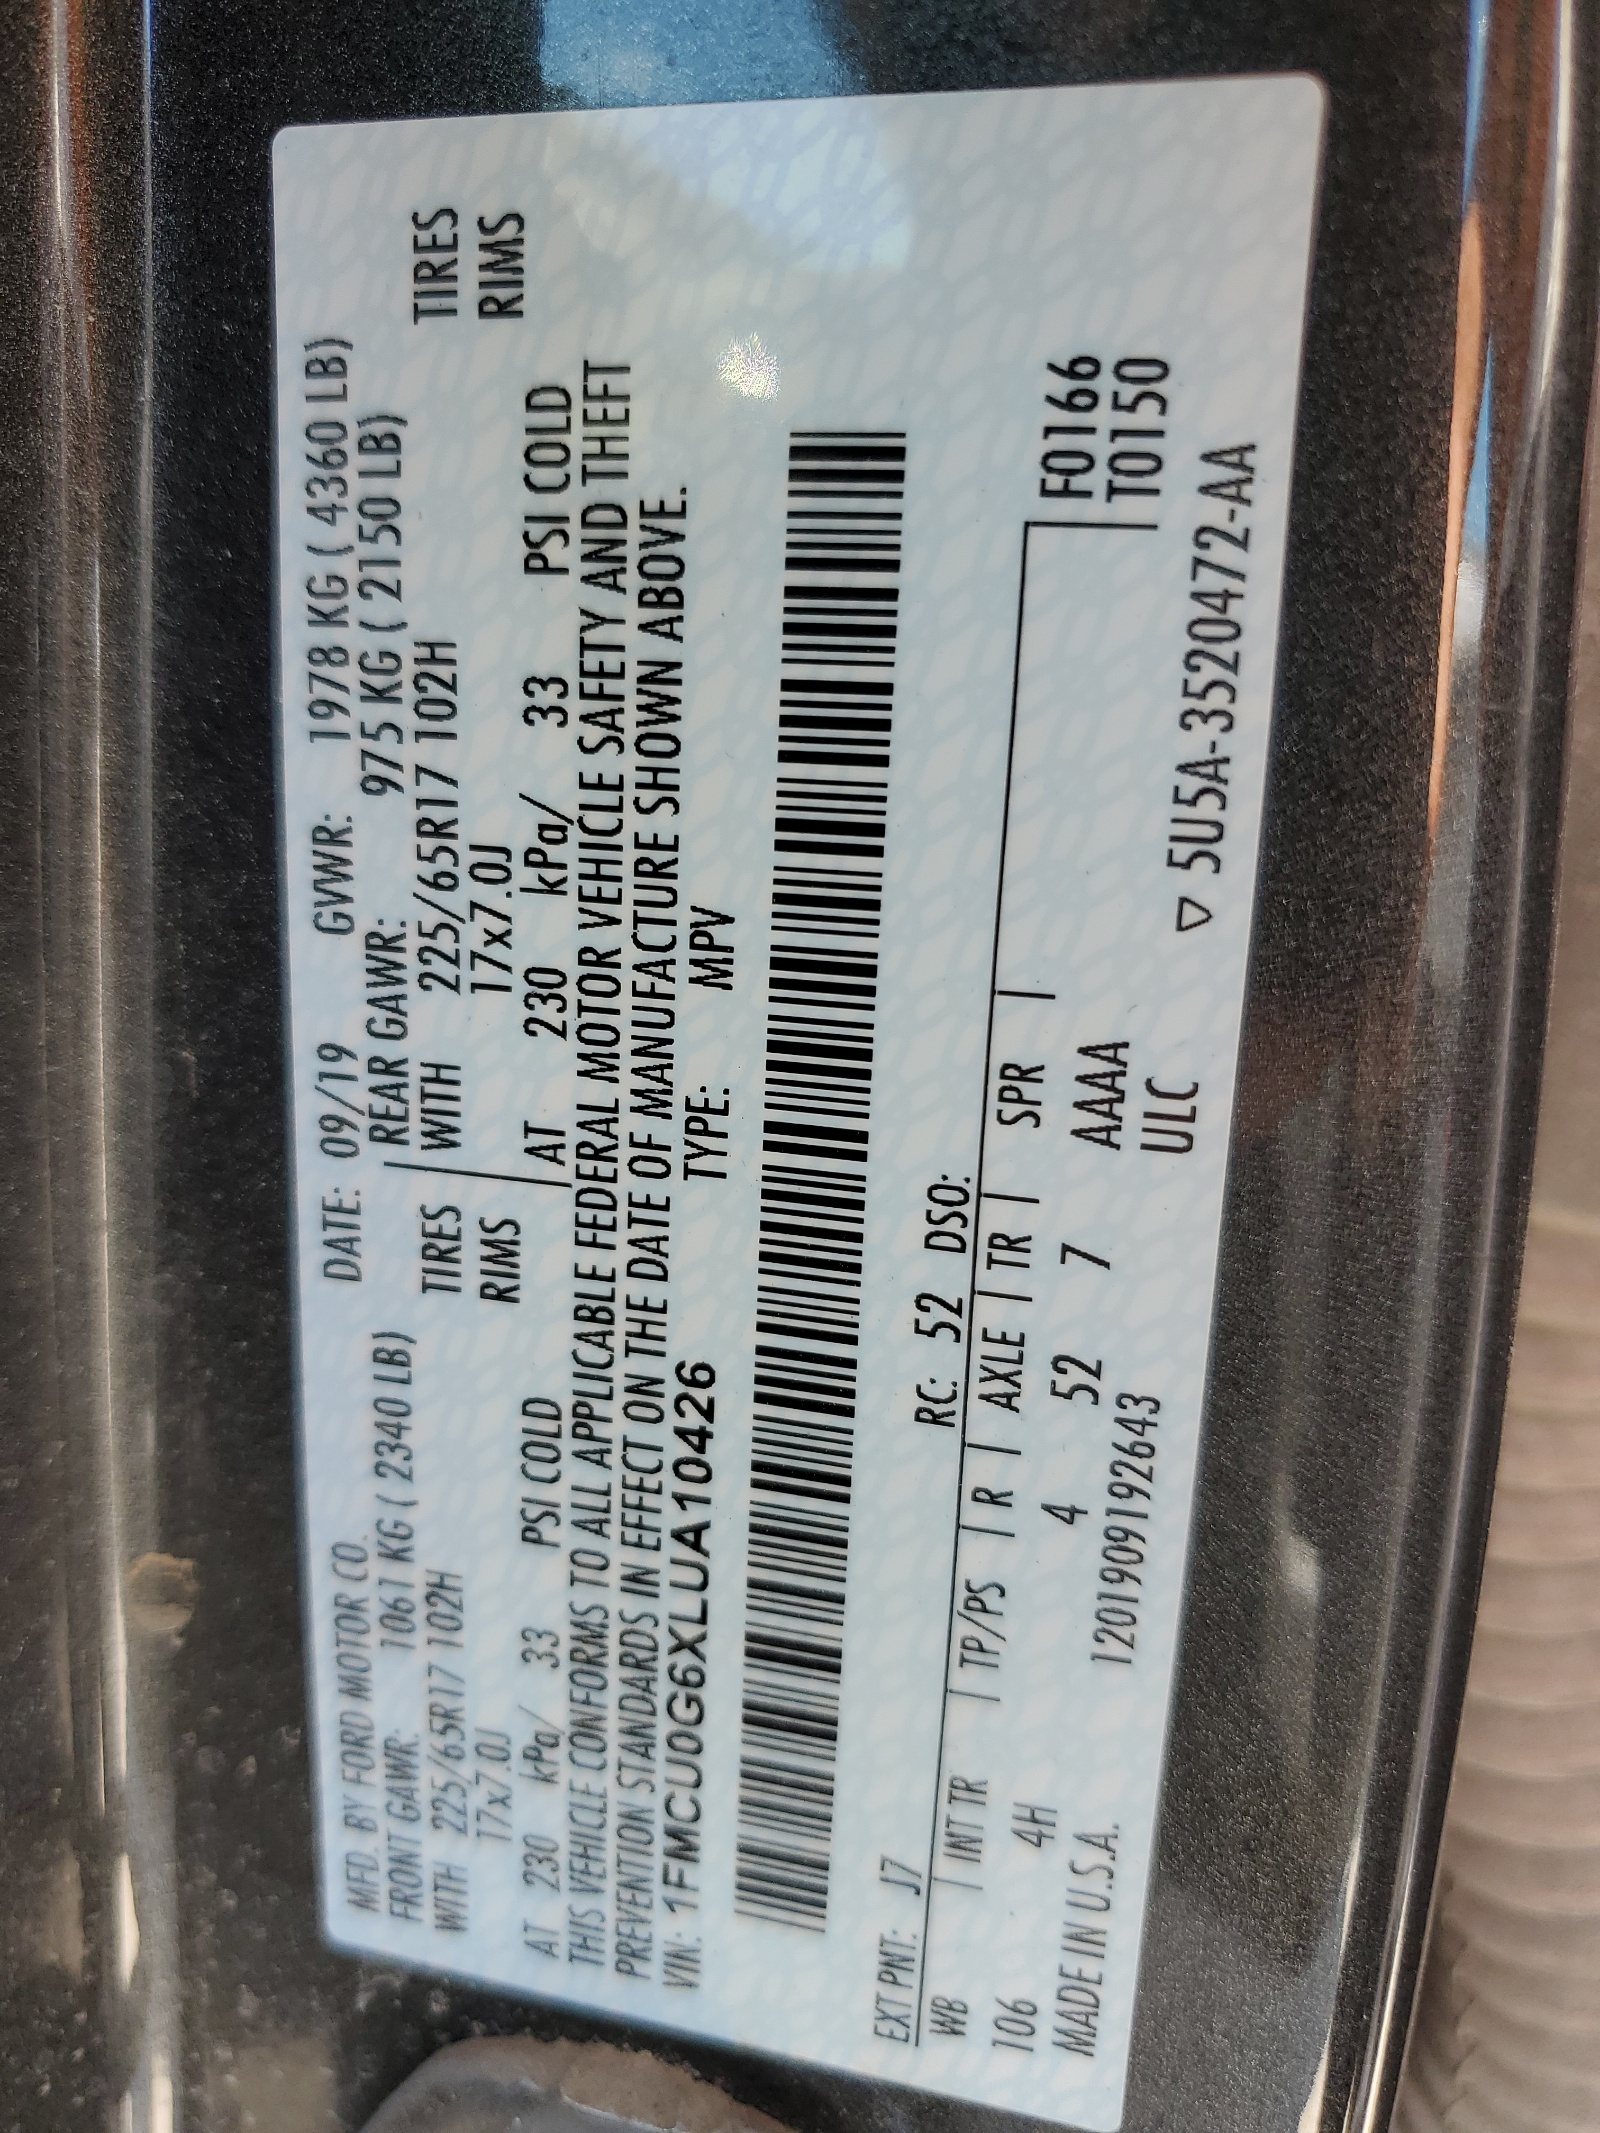 MFD. BY FORD MOTOR CO. DATE: 09/19 GVWR: 1978 KG ( 4360 LB)
FRONT GAWR: 1061 KG ( 2340 LB) REAR GAWR: 975 KG ( 2150 LB)
WITH 225/65R17 102H TIRES WITH 225/65R17 102H TIRES
17x7.0J RIMS 17x7.0J RIMS
AT 230 kPa/ 33 PSI COLD AT 230 kPa/ 33 PSI COLD
THIS VEHICLE CONFORMS TO ALL APPLICABLE FEDERAL MOTOR VEHICLE SAFETY AND THEFT
PREVENTION STANDARDS IN EFFECT ON THE DATE OF MANUFACTURE SHOWN ABOVE.
VIN: 1FMCU0G6XLUA10426 TYPE: MPV
EXT PNT: J7 RC: 52 DSO:
WB | INT TR | TP/PS | R | AXLE | TR | SPR | F0166
106 4H 4 52 7 AAAA T0150
MADE IN U.S.A. 1201909192643 ULC ▽ 5U5A-3520472-AA